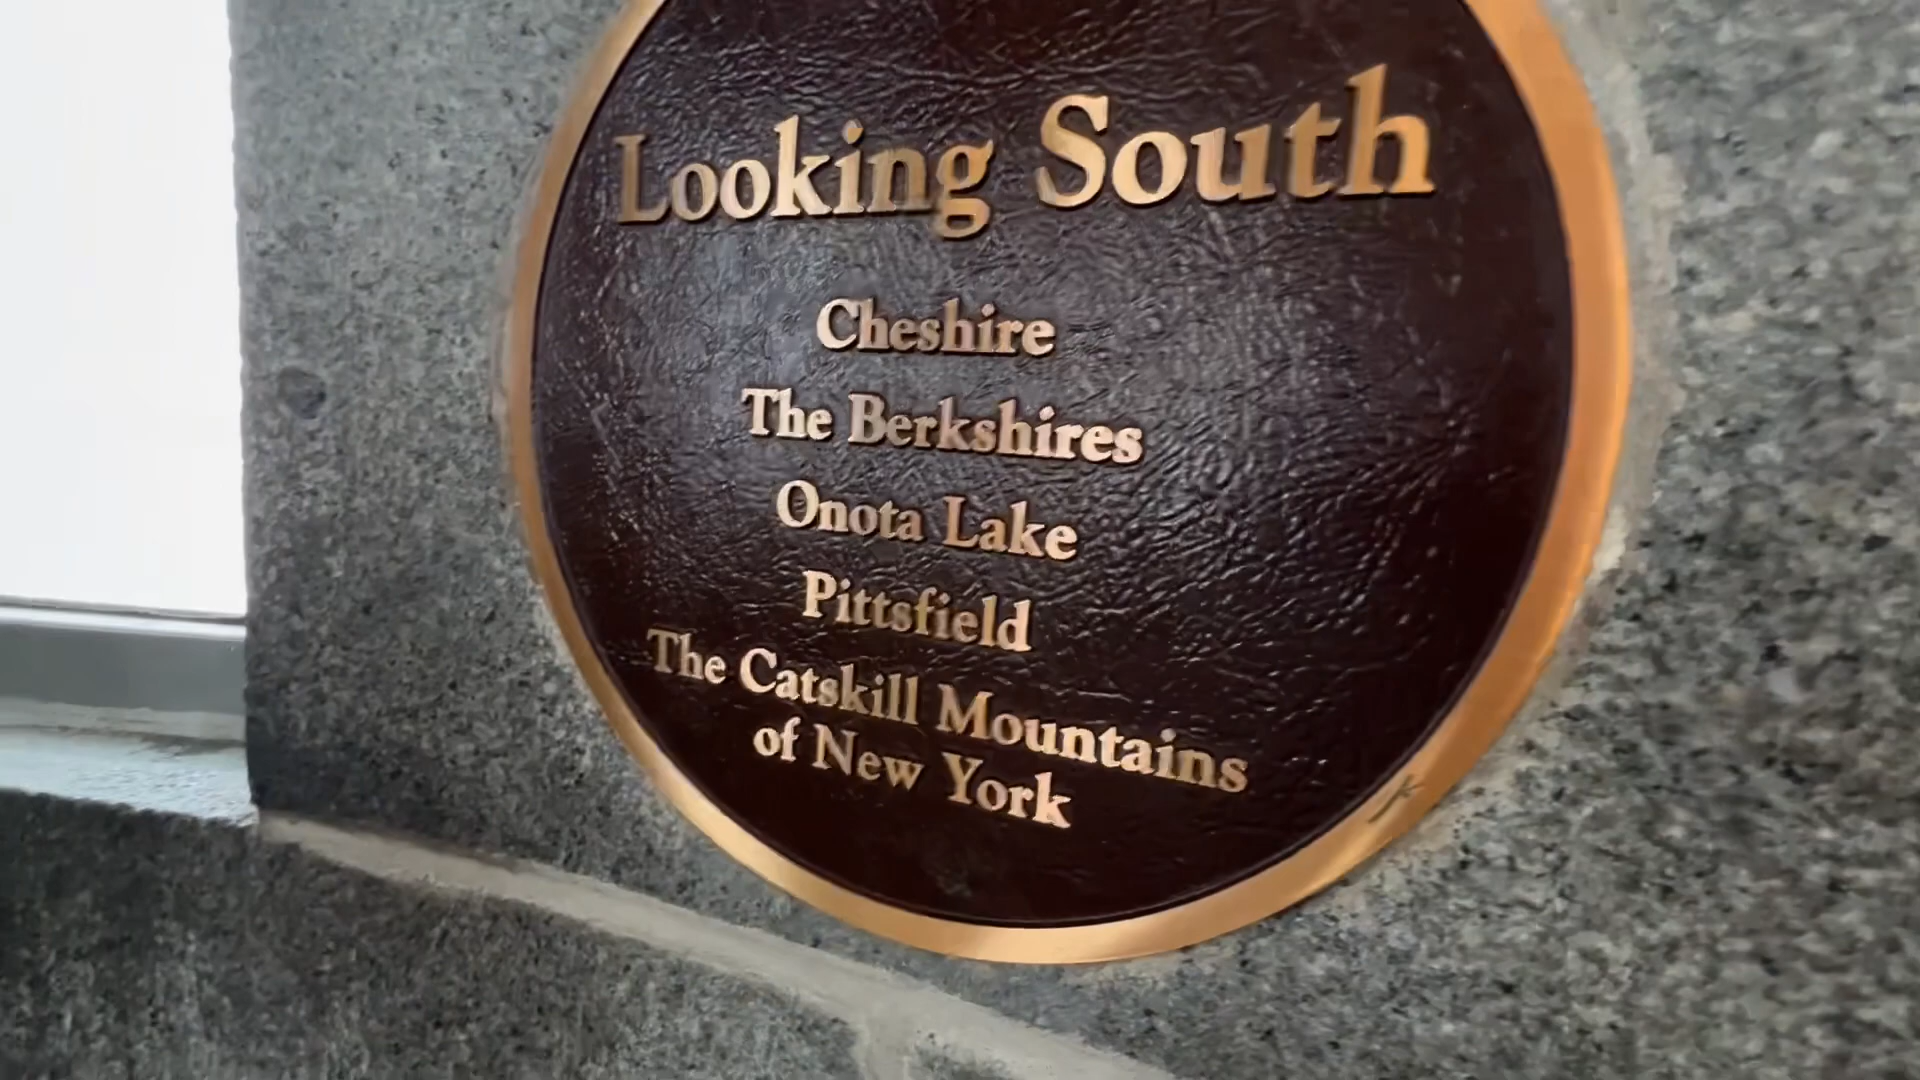 Looking South
Cheshire
The Berkshires
Onota Lake
Pittsfield
The Catskill Mountains
of New York